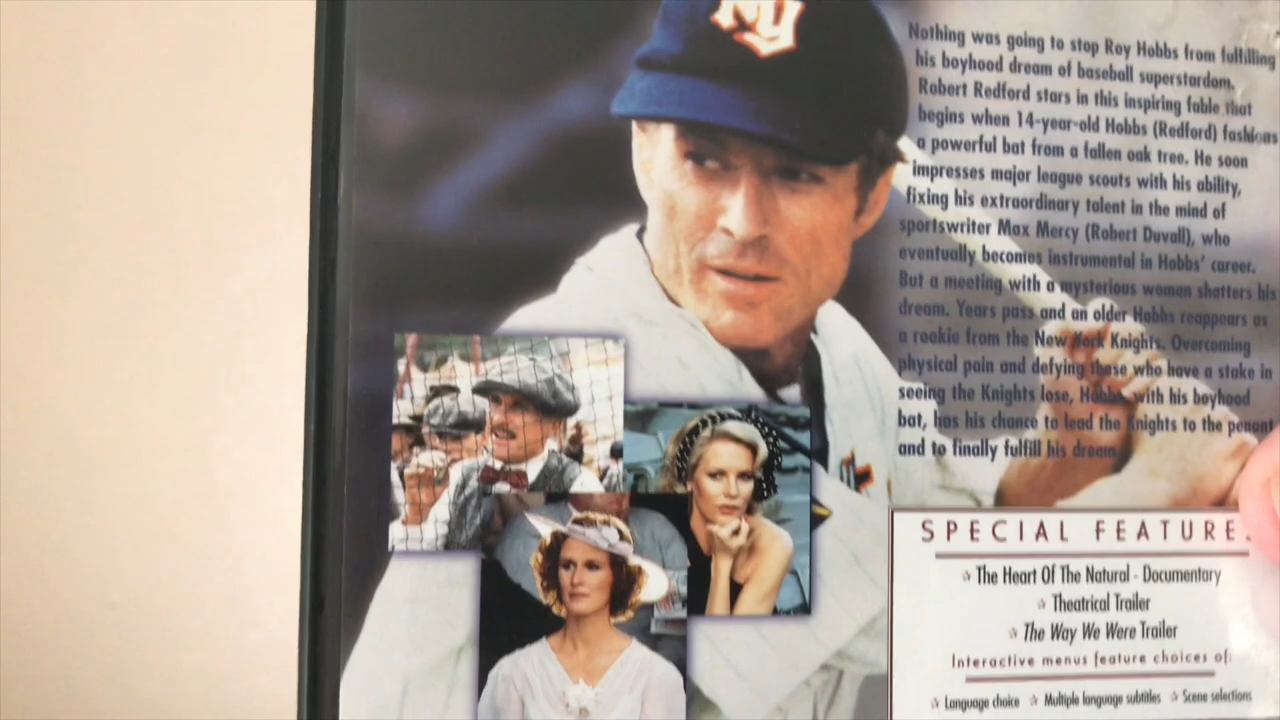 NY
Nothing was going to stop Roy Hobbs from fulfilling
his boyhood dream of baseball superstardom.
Robert Redford stars in this inspiring fable that
begins when 14-year-old Hobbs (Redford) fashions
a powerful bat from a fallen oak tree. He soon
impresses major league scouts with his ability,
fixing his extraordinary talent in the mind of
sportswriter Max Mercy (Robert Duvall), who
eventually becomes instrumental in Hobbs' career.
But a meeting with a mysterious woman shatters his
dream. Years pass and an older Hobbs reappears as
a rookie from the New York Knights. Overcoming
physical pain and defying those who have a stake in
seeing the Knights lose, Hobbs, with his boyhood
bat, has his chance to lead the Knights to the penant
and to finally fulfill his dream.
SPECIAL FEATURE
☆ The Heart Of The Natural - Documentary
☆ Theatrical Trailer
☆ The Way We Were Trailer
Interactive menus feature choices of:
☆ Language choice ☆ Multiple language subtitles ☆ Scene selections